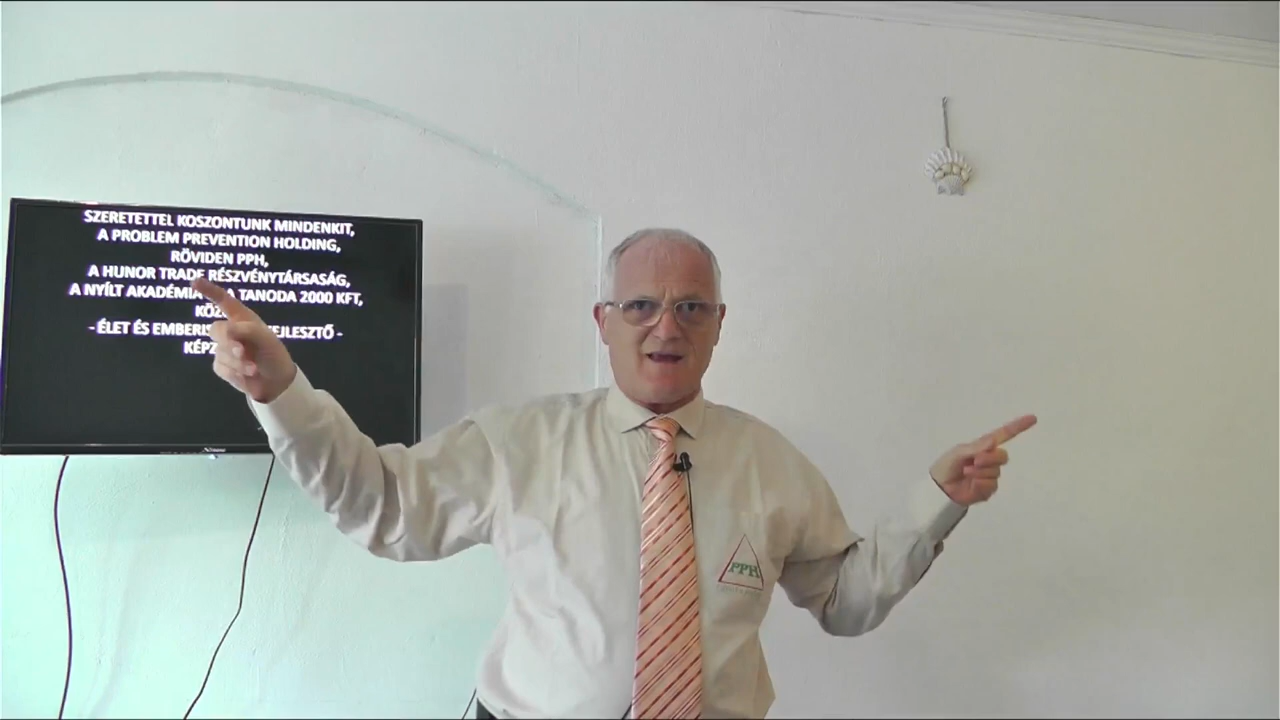 SZERETETTEL KOSZONTUNK MINDENKIT,
A PROBLEM PREVENTION HOLDING,
RÖVIDEN PPH,
A HUNOR TRADE RÉSZVÉNYTÁRSASÁG,
A NYÍLT AKADÉMIA A TANODA 2000 KFT,
- ÉLET ÉS
PPH